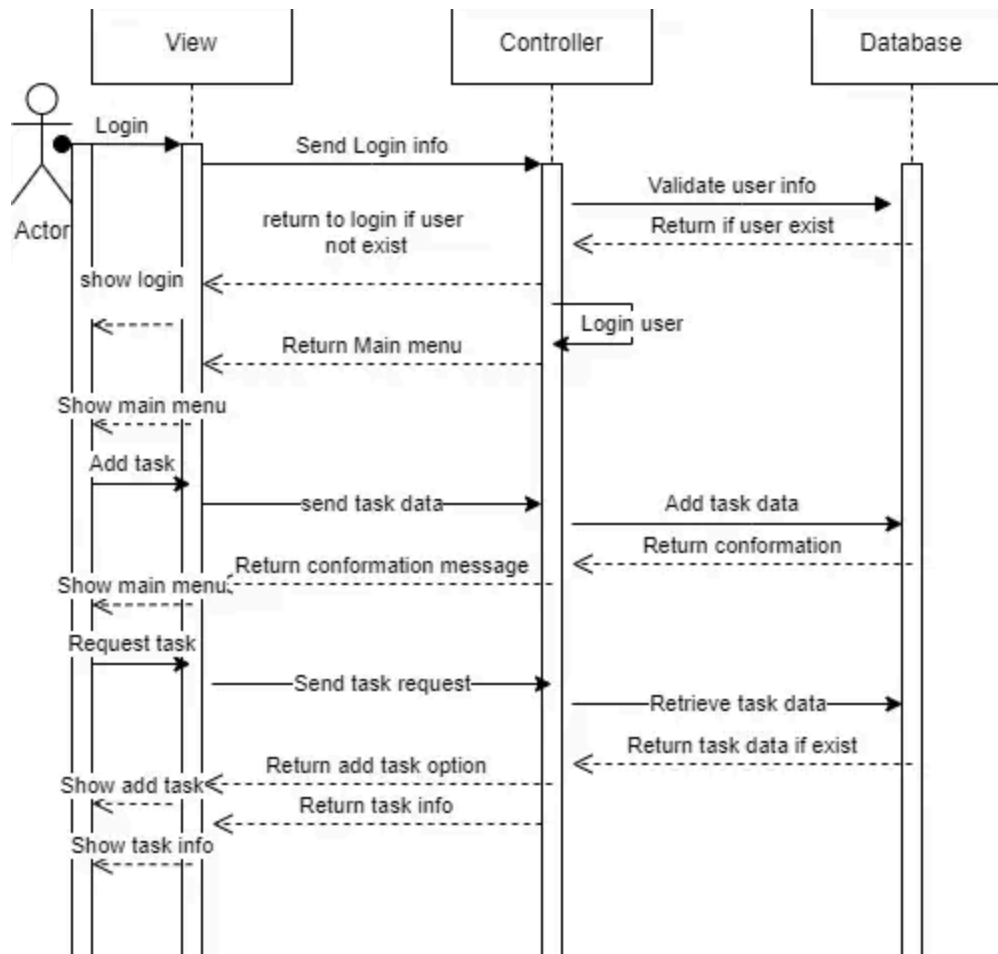 View
Controller
Database
Login
Send Login info
Validate user info
return to login if user
not exist
Return if user exist
Actor
show login
Login user
Return Main menu
Show main menu
Add task
send task data
Add task data
Return conformation
Return conformation message
Show main menu
Request task
Send task request
Retrieve task data
Return task data if exist
Return add task option
Show add task
Return task info
Show task info